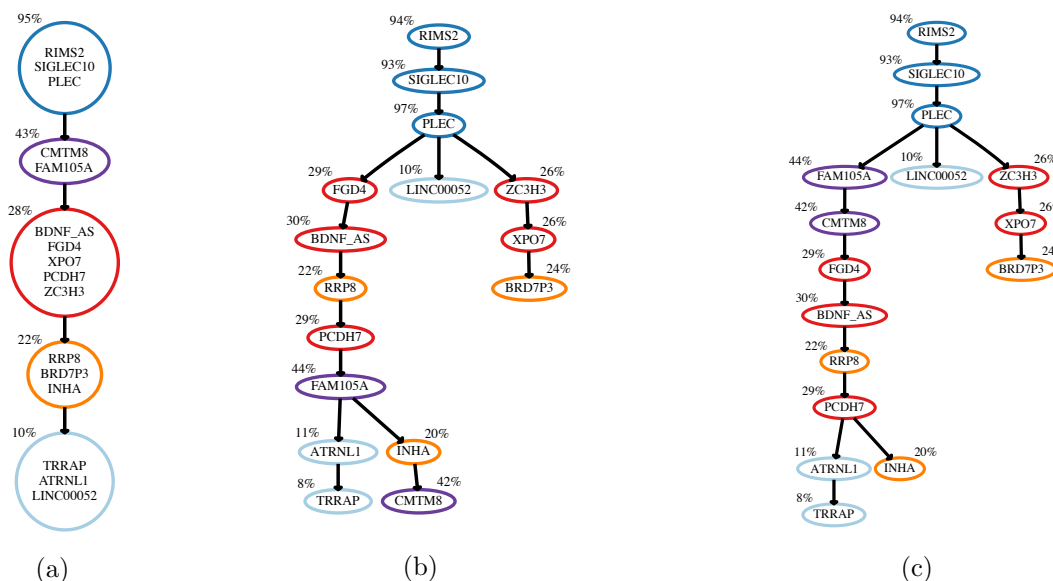 95%
RIMS2
SIGLEC10
PLEC
43%
CMTM8
FAM105A
28%
BDNF_AS
FGD4
XPO7
PCDH7
ZC3H3
22%
RRP8
BRD7P3
INHA
10%
TRRAP
ATRNL1
LINC00052
(a)
94%
RIMS2
93%
SIGLEC10
97%
PLEC
29%
FGD4
10%
LINC00052
26%
ZC3H3
30%
BDNF_AS
26%
XPO7
22%
RRP8
24%
BRD7P3
29%
PCDH7
44%
FAM105A
11%
ATRNL1
20%
INHA
8%
TRRAP
42%
CMTM8
(b)
94%
RIMS2
93%
SIGLEC10
97%
PLEC
44%
FAM105A
10%
LINC00052
26%
ZC3H3
42%
CMTM8
26%
XPO7
29%
FGD4
24%
BRD7P3
30%
BDNF_AS
22%
RRP8
29%
PCDH7
11%
ATRNL1
20%
INHA
8%
TRRAP
(c)